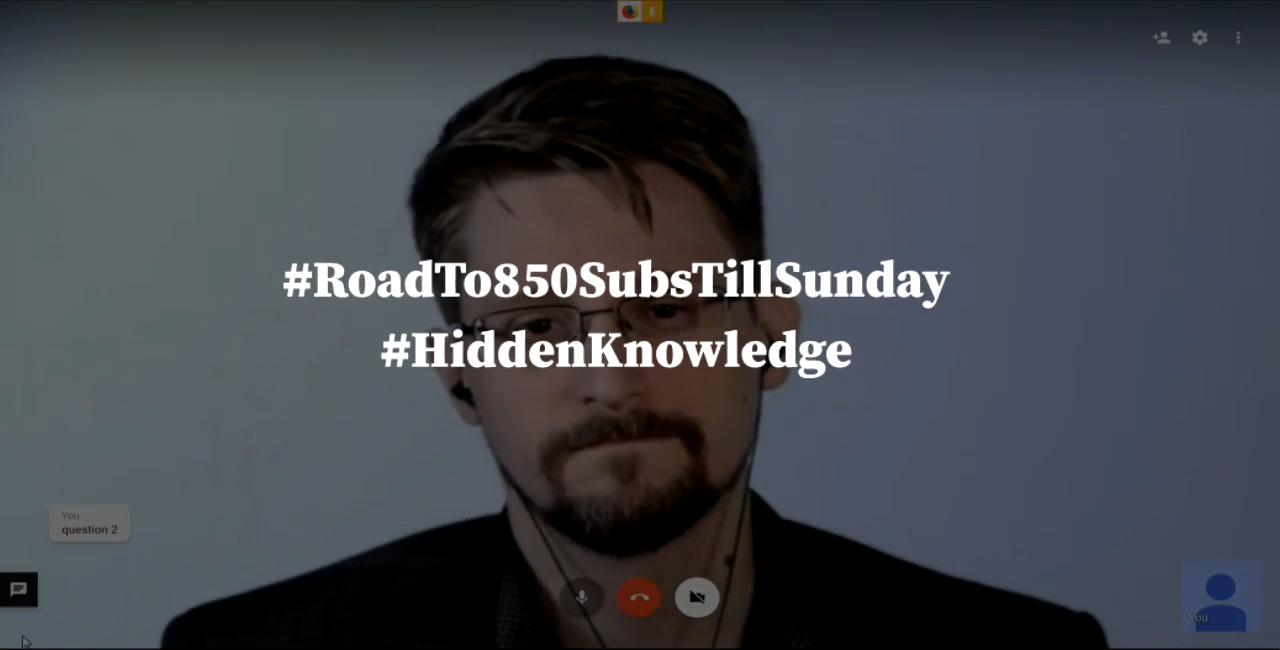 #RoadTo850SubsTillSunday
#HiddenKnowledge
You
question 2
You